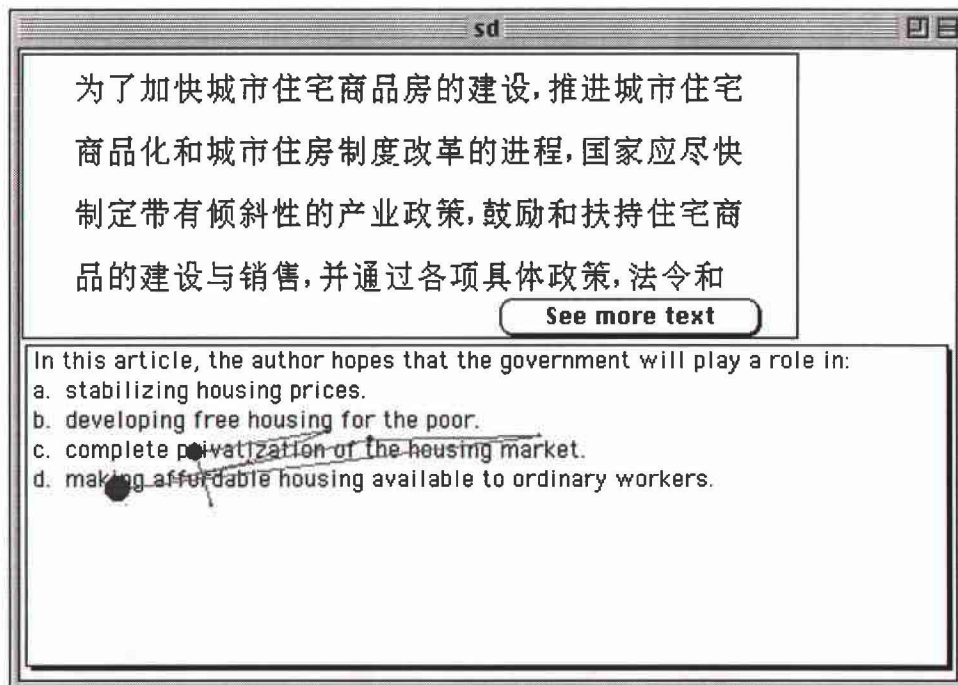 sd
为了加快城市住宅商品房的建设,推进城市住宅
商品化和城市住房制度改革的进程,国家应尽快
制定带有倾斜性的产业政策,鼓励和扶持住宅商
品的建设与销售,并通过各项具体政策,法令和
See more text
In this article, the author hopes that the government will play a role in:
a. stabilizing housing prices.
b. developing free housing for the poor.
c. complete privatization of the housing market.
d. making affordable housing available to ordinary workers.